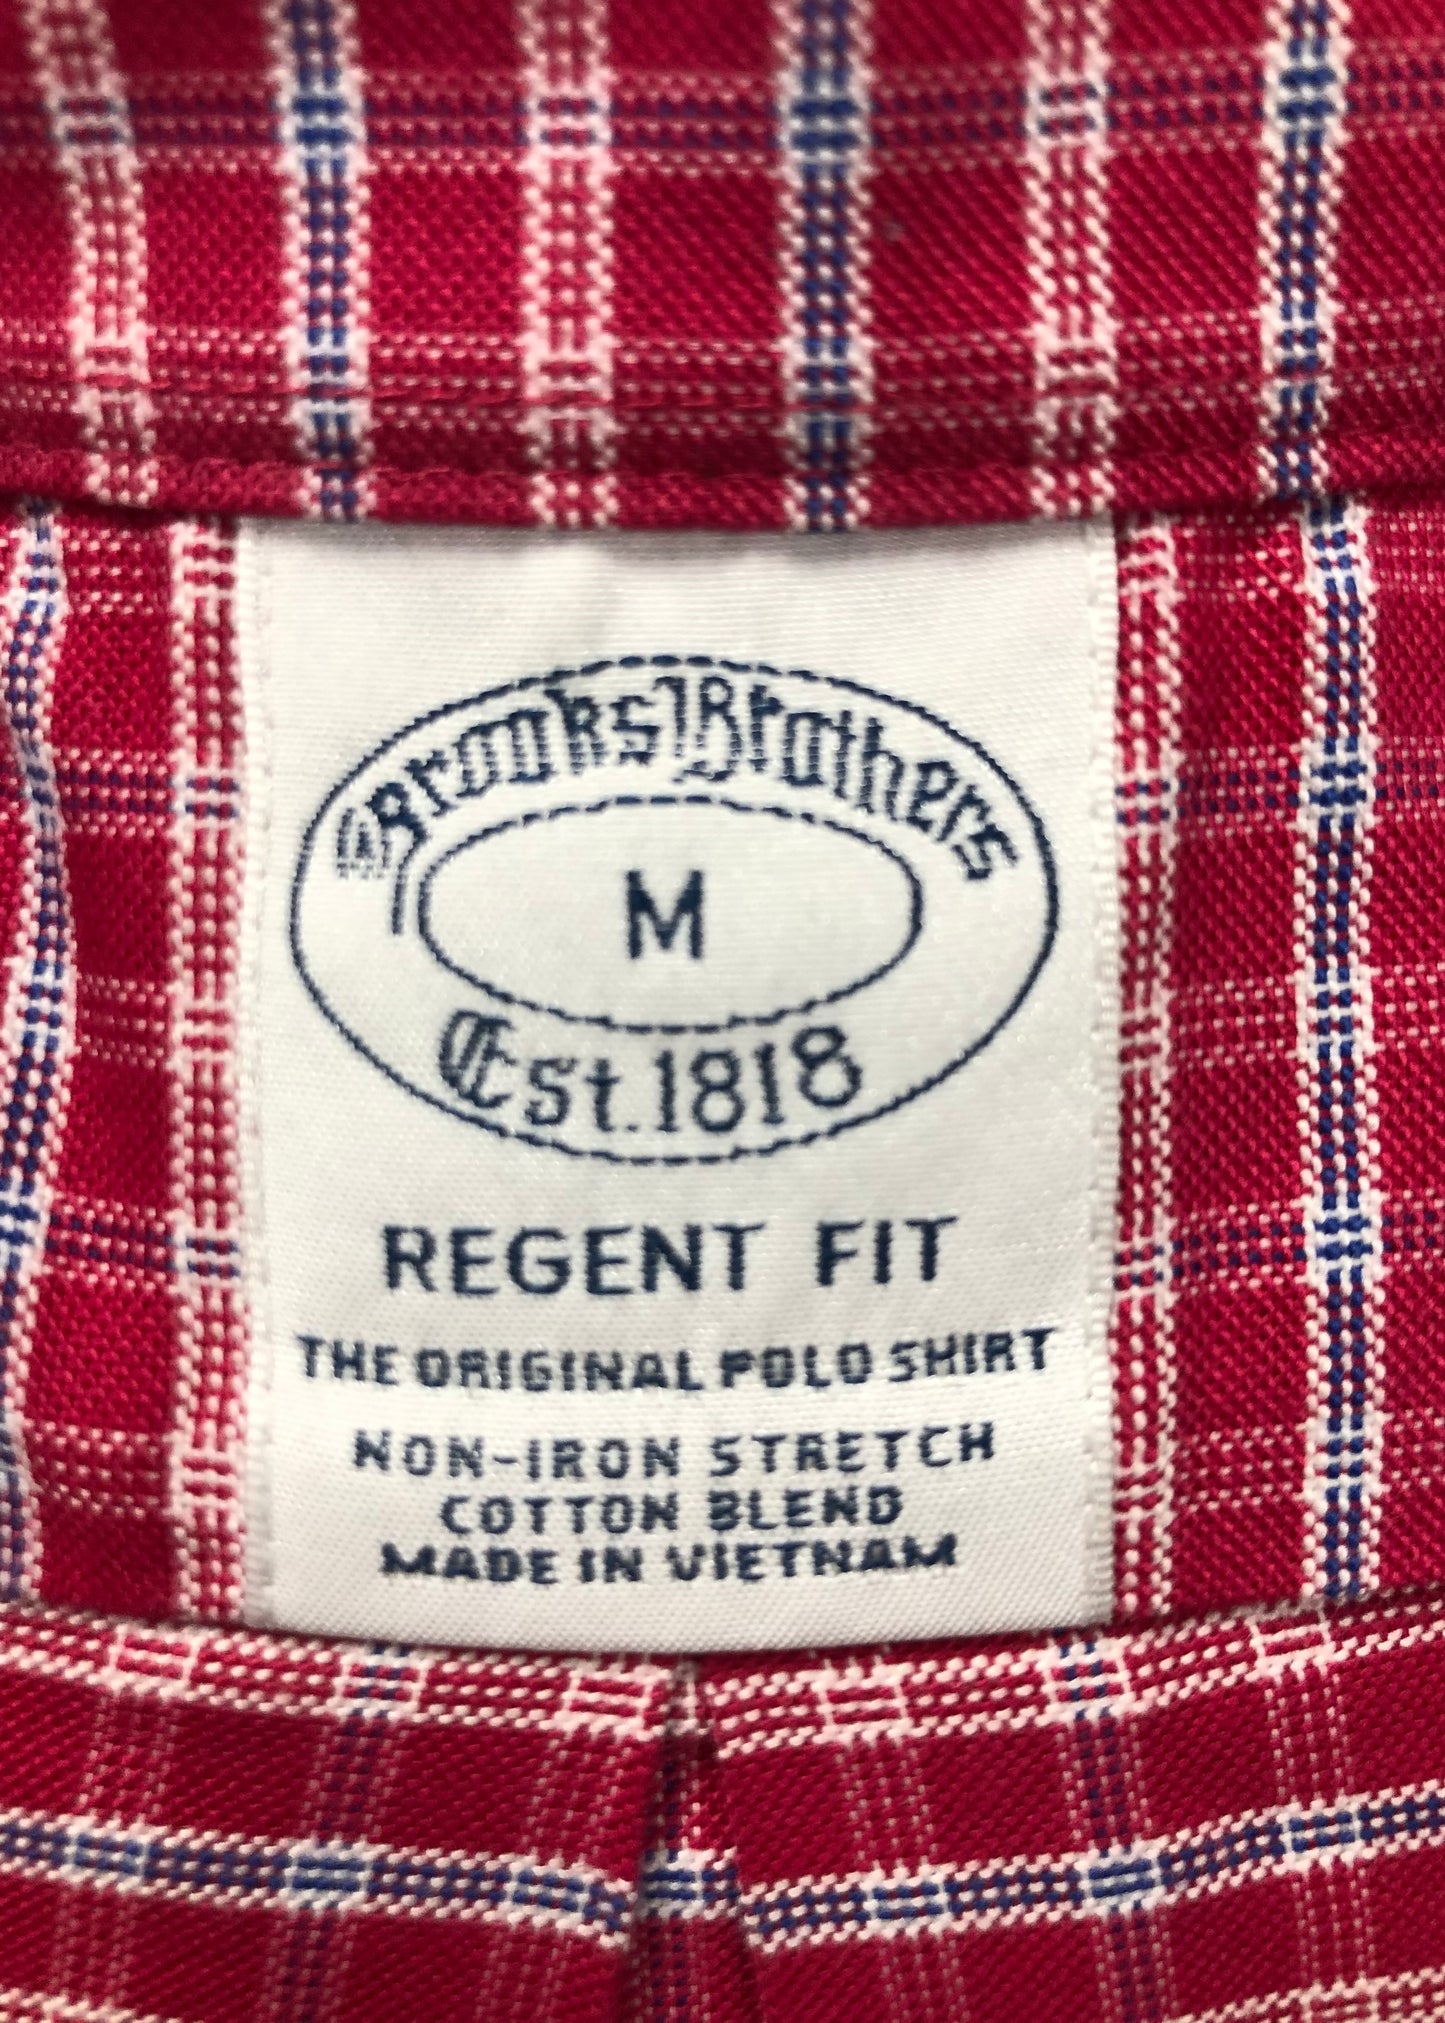 Brooks Brothers
M
Est. 1818
REGENT FIT
THE ORIGINAL POLO SHIRT
NON-IRON STRETCH
COTTON BLEND
MADE IN VIETNAM